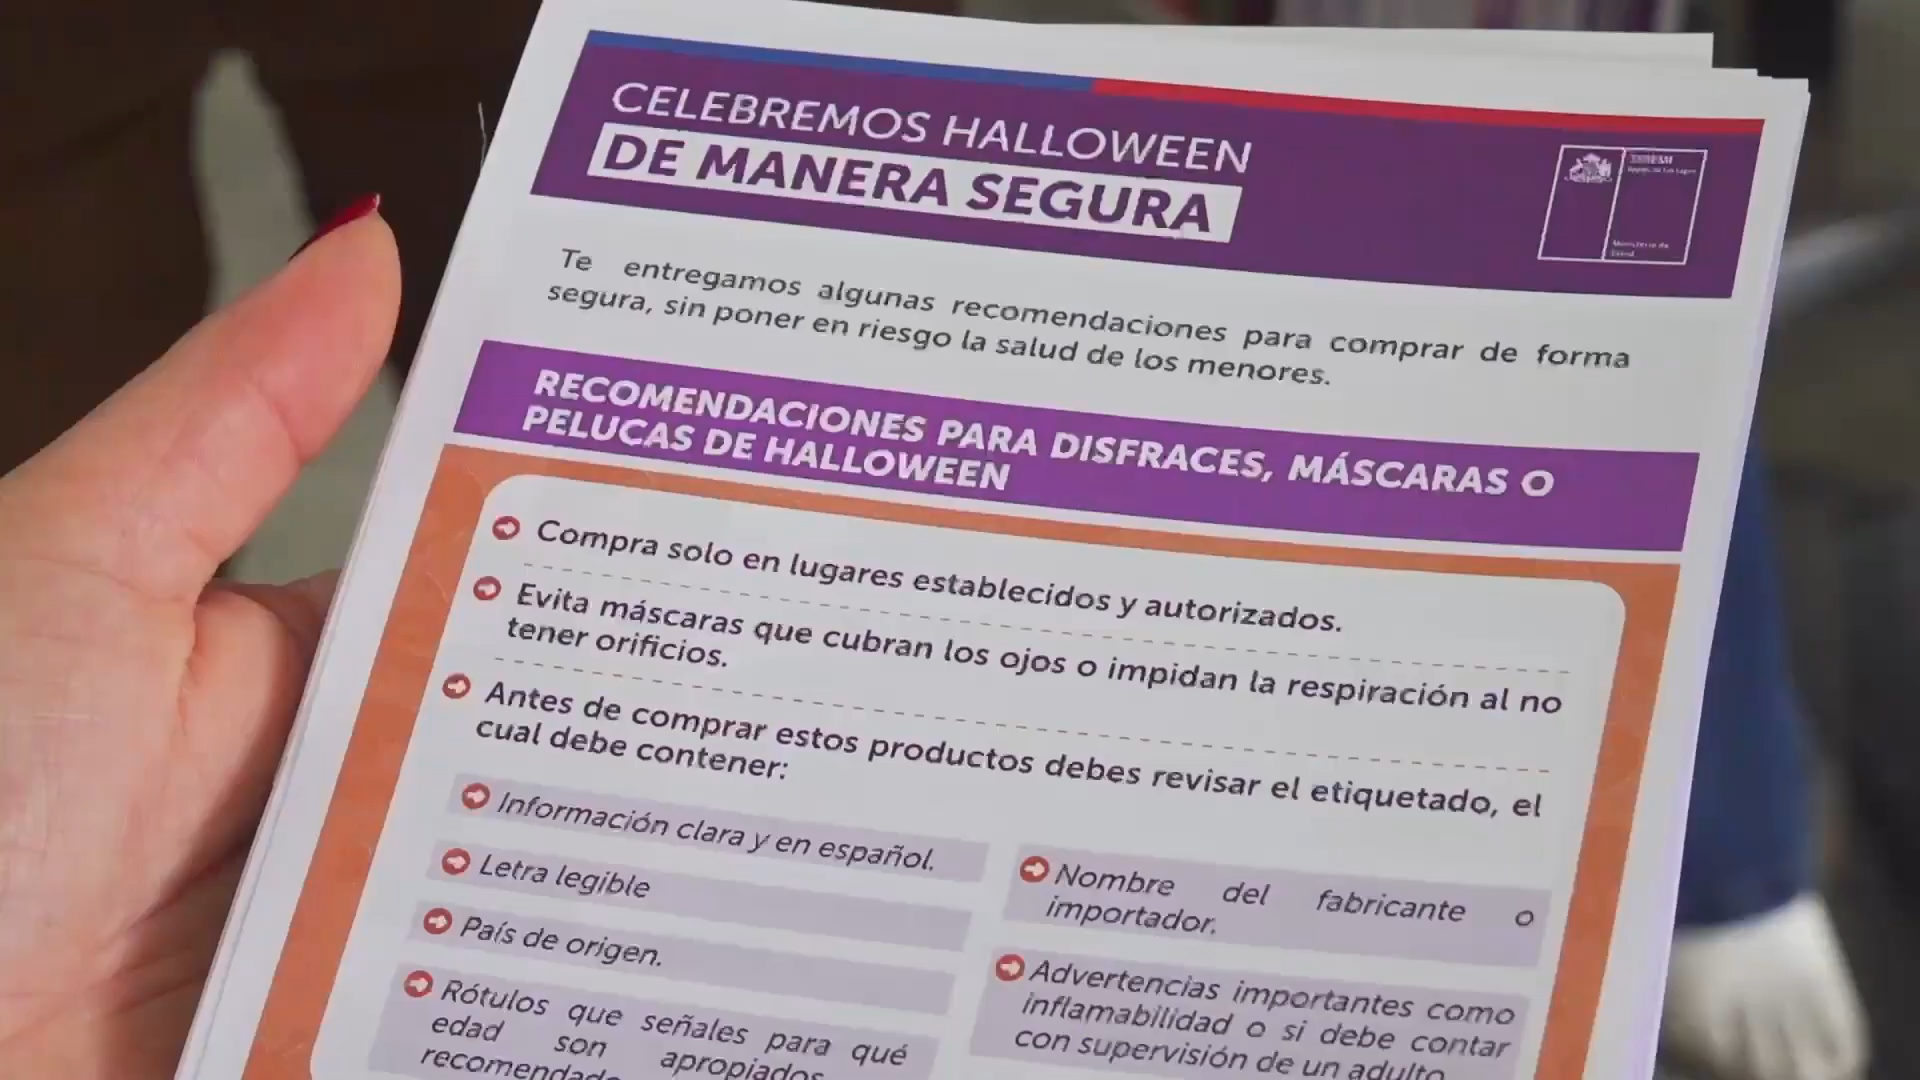 CELEBREMOS HALLOWEEN
DE MANERA SEGURA
Te entregamos algunas recomendaciones para comprar de forma
segura, sin poner en riesgo la salud de los menores.
RECOMENDACIONES PARA DISFRACES, MÁSCARAS O
PELUCAS DE HALLOWEEN
Compra solo en lugares establecidos y autorizados.
Evita máscaras que cubran los ojos o impidan la respiración al no
tener orificios.
Antes de comprar estos productos debes revisar el etiquetado, el
cual debe contener:
Información clara y en español.
Letra legible
País de origen.
Rótulos que señales para qué
edad son apropiados
Nombre del fabricante o
importador.
Advertencias importantes como
inflamabilidad o si debe contar
con supervisión de un adulto